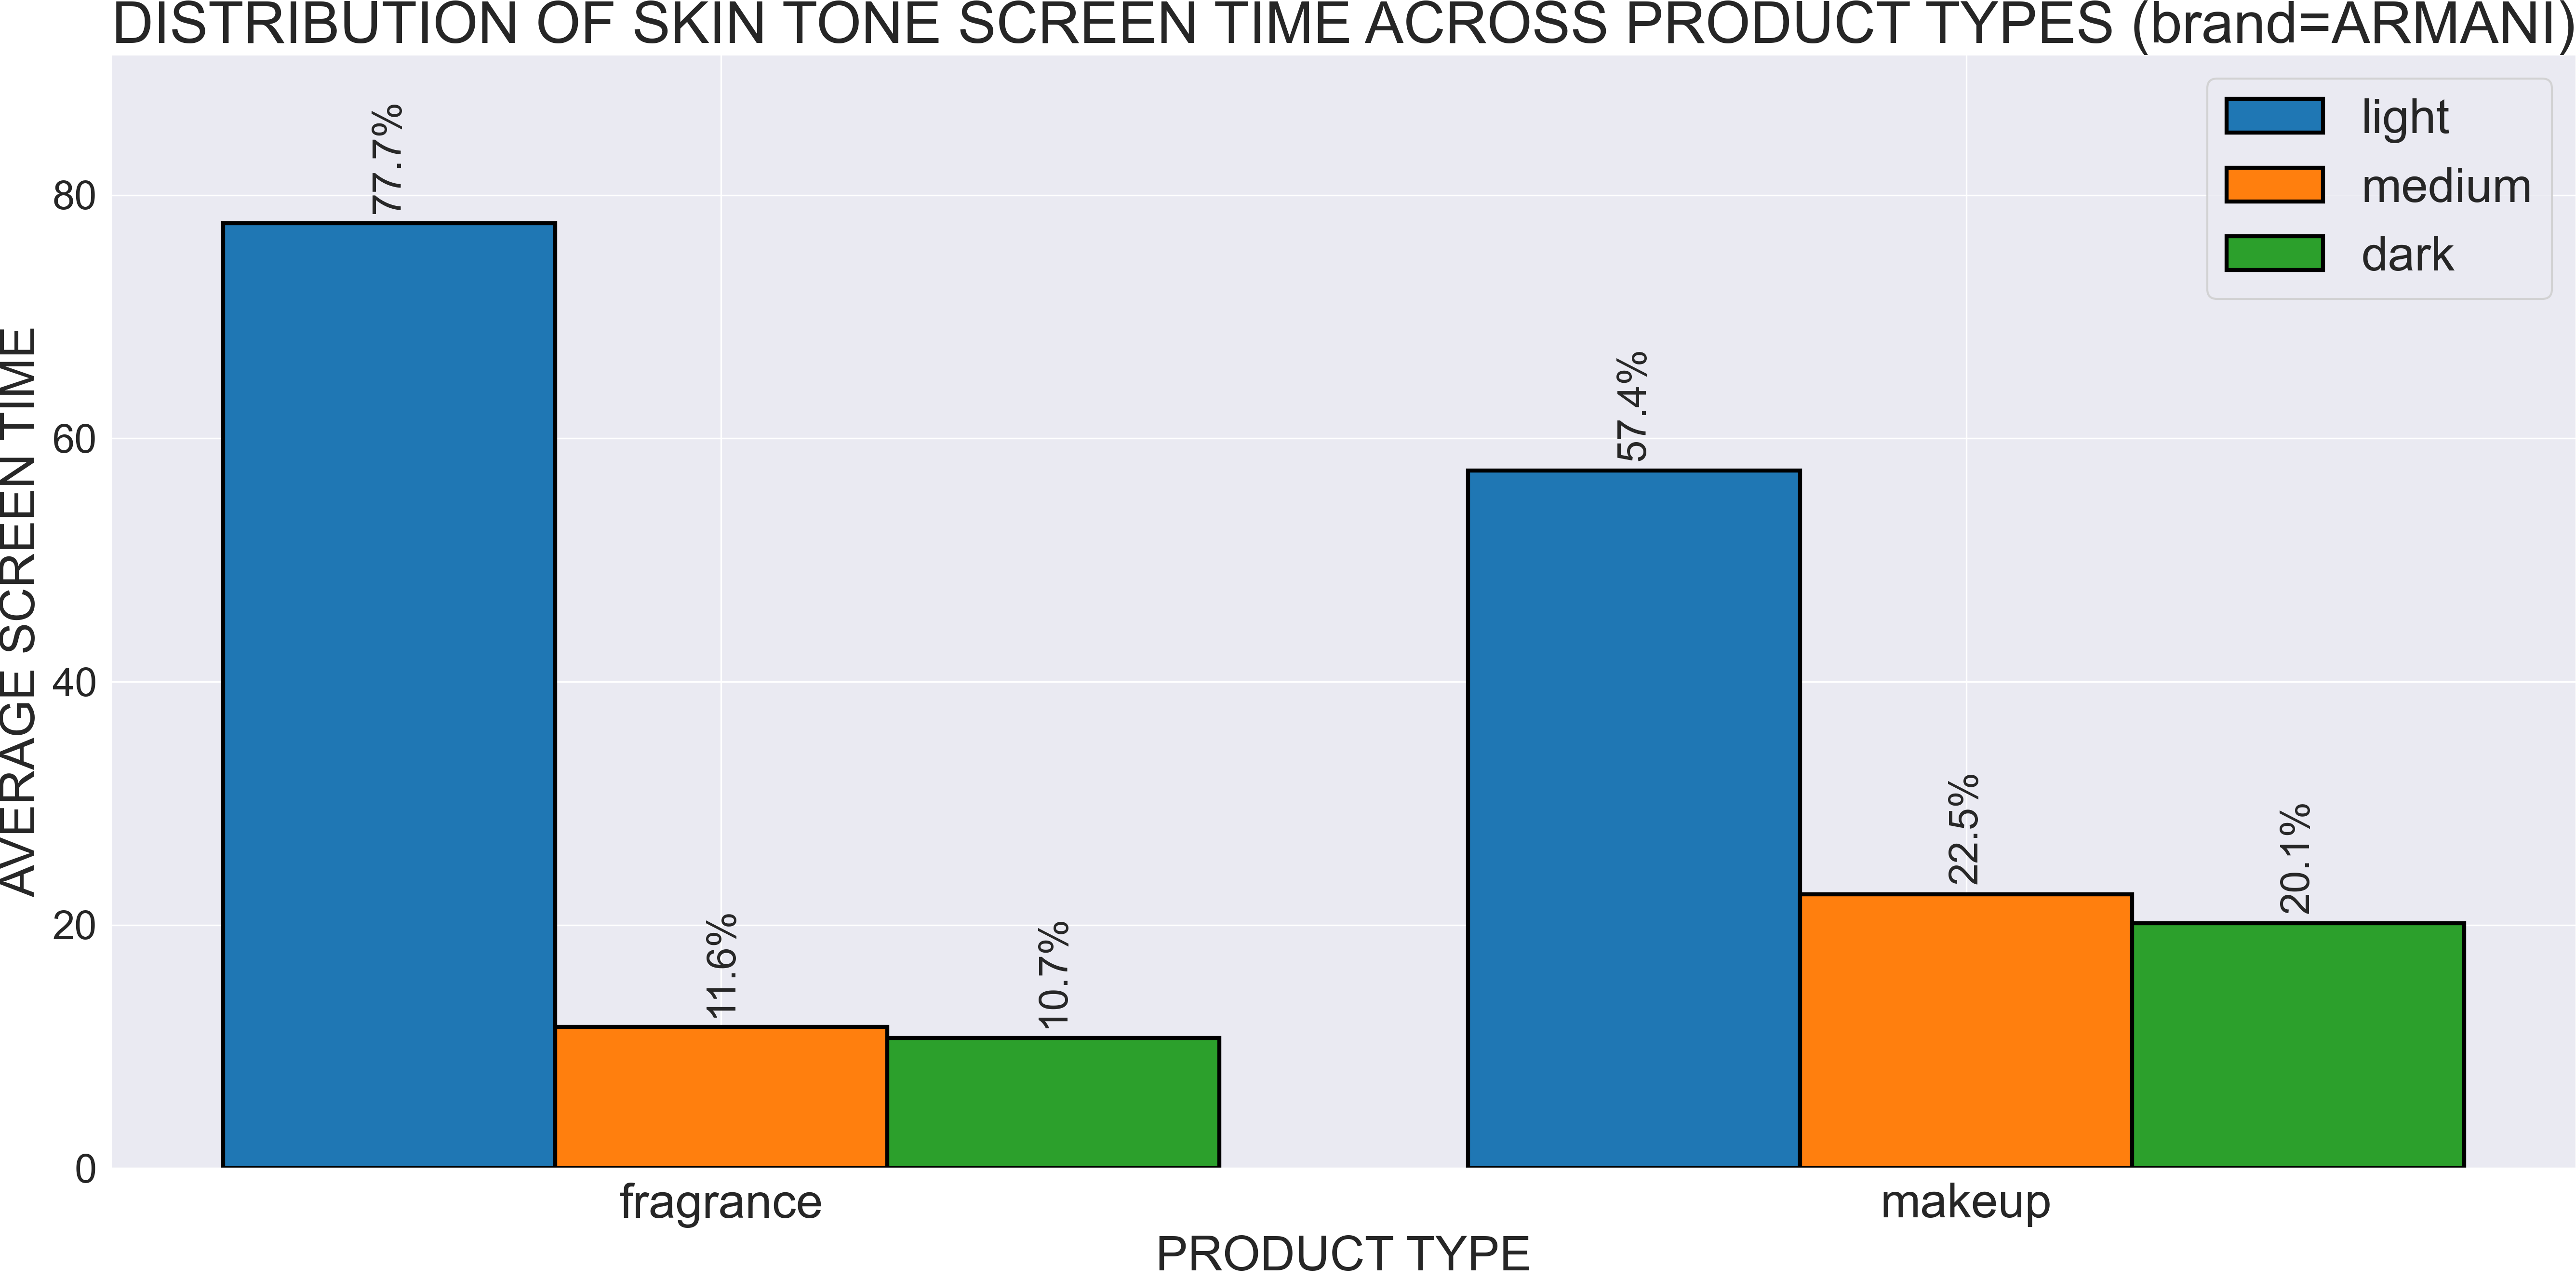 DISTRIBUTION OF SKIN TONE SCREEN TIME ACROSS PRODUCT TYPES (brand=ARMANI)
light
medium
dark
AVERAGE SCREEN TIME
80
60
40
20
0
77.7%
11.6%
10.7%
57.4%
22.5%
20.1%
fragrance
makeup
PRODUCT TYPE